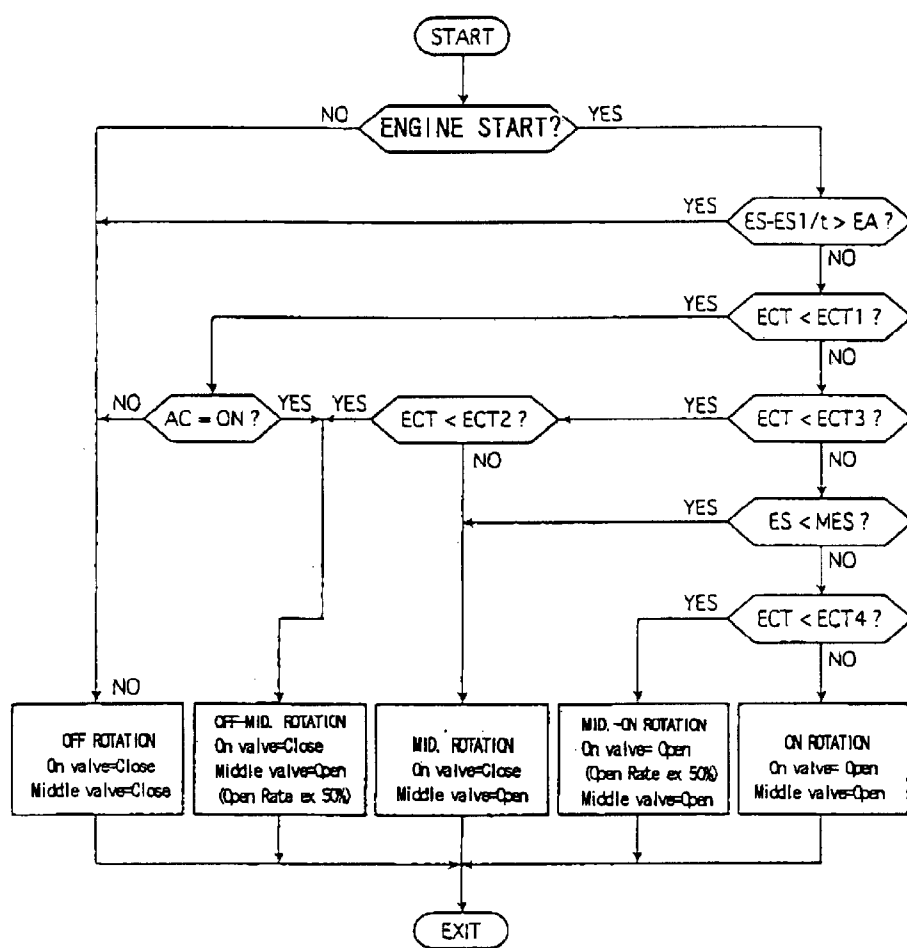 START
NO
ENGINE START?
YES
YES
ES-ES1/t > EA ?
NO
YES
ECT < ECT1 ?
NO
NO
AC = ON ?
YES
YES
ECT < ECT2 ?
YES
ECT < ECT3 ?
NO
NO
YES
ES < MES ?
NO
YES
ECT < ECT4 ?
NO
NO
OFF ROTATION
On valve=Close
Middle valve=Close
OFF-MID. ROTATION
On valve=Close
Middle valve=Open
(Open Rate ex 50%)
MID. ROTATION
On valve=Close
Middle valve=Open
MID.-ON ROTATION
On valve= Open
(Open Rate ex 50%)
Middle valve=Open
ON ROTATION
On valve= Open
Middle valve=Open
EXIT